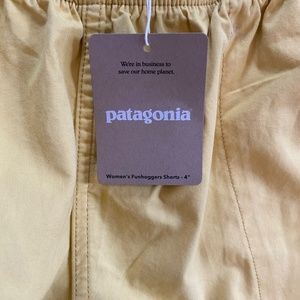 We're in business to
save our home planet.
patagonia
Women's Funhoggers Shorts - 4"